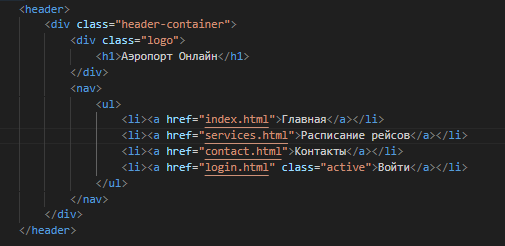 <header>
<div class="header-container">
<div class="logo">
<h1>Аэропорт Онлайн</h1>
</div>
<nav>
<ul>
<li><a href="index.html">Главная</a></li>
<li><a href="services.html">Расписание рейсов</a></li>
<li><a href="contact.html">Контакты</a></li>
<li><a href="login.html" class="active">Войти</a></li>
</ul>
</nav>
</div>
</header>